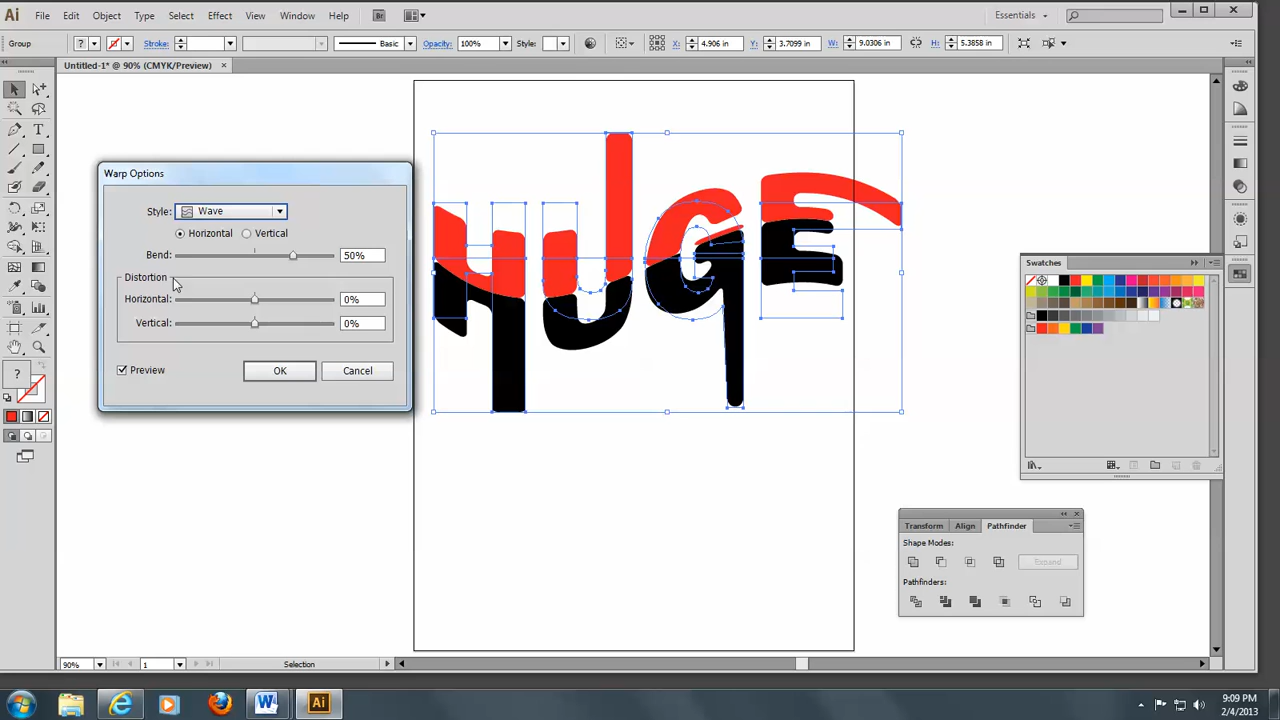 Ai File Edit Object Type Select Effect View Window Help Br Essentials
Group ? Stroke: Basic Opacity: 100% Style: X: 4.906 in Y: 3.7099 in W: 9.0306 in H: 5.3858 in
Untitled-1* @ 90% (CMYK/Preview) ×
HUGE
Warp Options
Style: Wave
Horizontal Vertical
Bend: 50%
Distortion
Horizontal: 0%
Vertical: 0%
Preview OK Cancel
Swatches
Transform Align Pathfinder
Shape Modes:
Expand
Pathfinders:
?
90% 1 Selection
W Ai
9:09 PM
2/4/2013